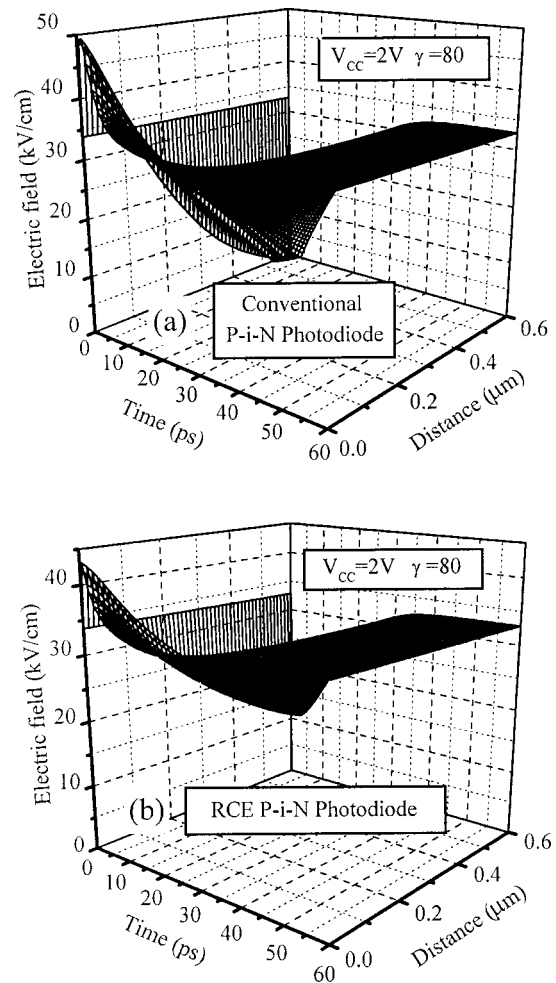 50
40
30
20
10
0
Electric field (kV/cm)
V_CC=2V γ=80
(a)
Conventional
P-i-N Photodiode
0
10
20
30
40
50
60
Time (ps)
0.0
0.2
0.4
0.6
Distance (μm)
40
30
20
10
0
Electric field (kV/cm)
V_CC=2V γ=80
(b)
RCE P-i-N Photodiode
0
10
20
30
40
50
60
Time (ps)
0.0
0.2
0.4
0.6
Distance (μm)